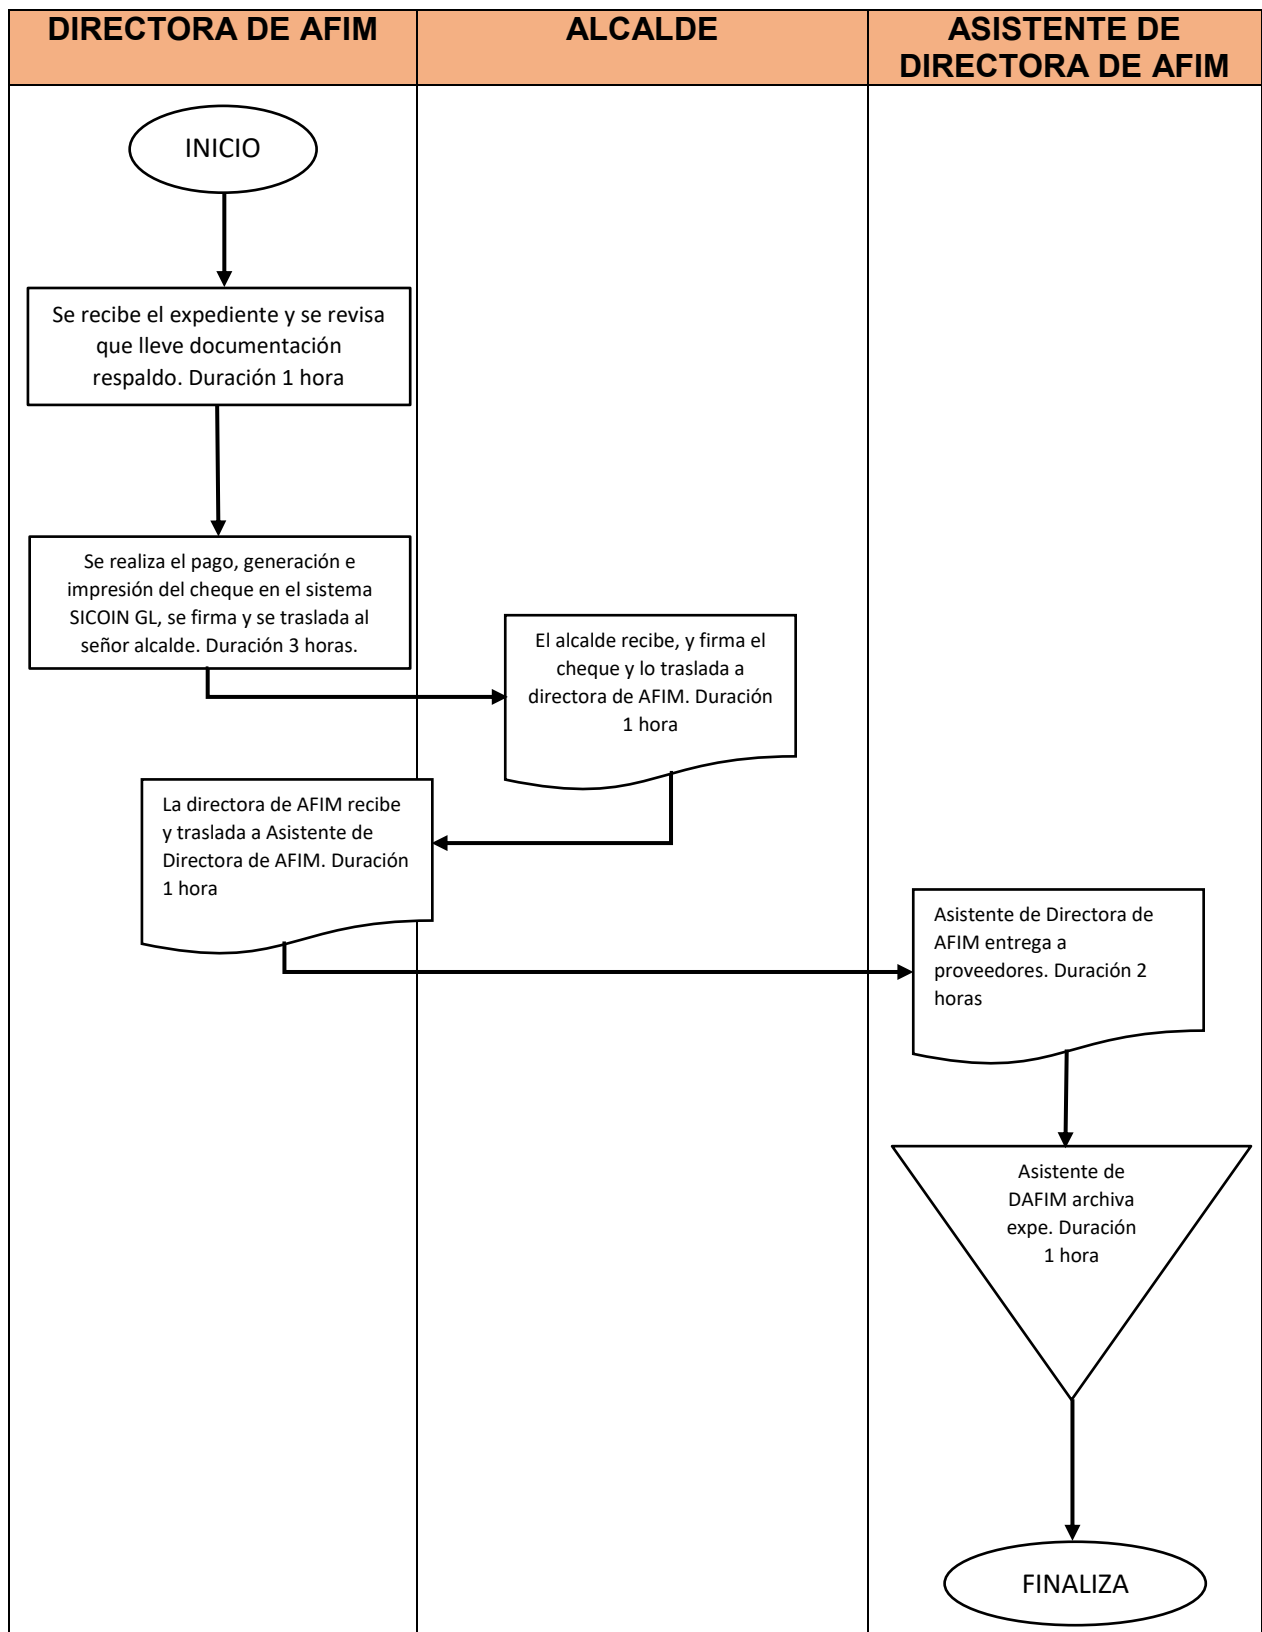 DIRECTORA DE AFIM
ALCALDE
ASISTENTE DE
DIRECTORA DE AFIM
INICIO
Se recibe el expediente y se revisa
que lleve documentación
respaldo. Duración 1 hora
Se realiza el pago, generación e
impresión del cheque en el sistema
SICOIN GL, se firma y se traslada al
señor alcalde. Duración 3 horas.
El alcalde recibe, y firma el
cheque y lo traslada a
directora de AFIM. Duración
1 hora
La directora de AFIM recibe
y traslada a Asistente de
Directora de AFIM. Duración
1 hora
Asistente de Directora de
AFIM entrega a
proveedores. Duración 2
horas
Asistente de
DAFIM archiva
expe. Duración
1 hora
FINALIZA